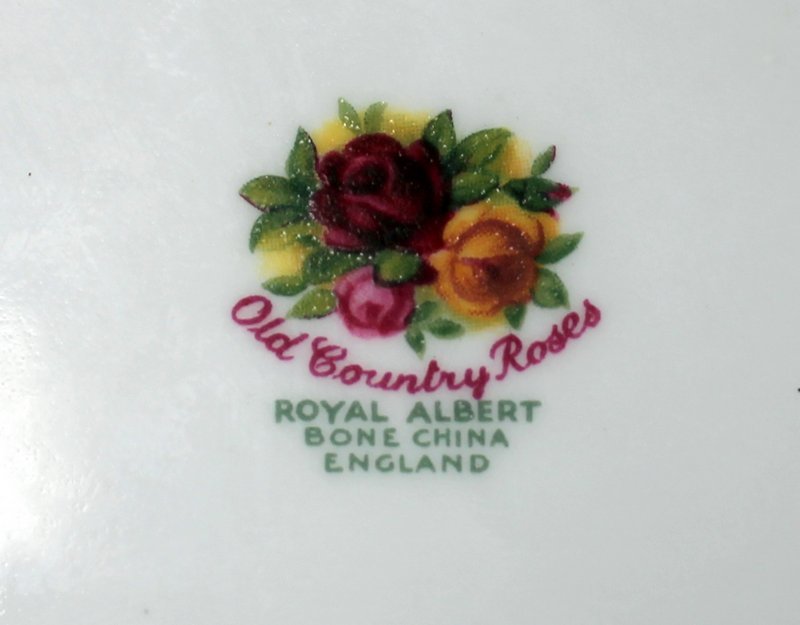 Old Country Roses
ROYAL ALBERT
BONE CHINA
ENGLAND